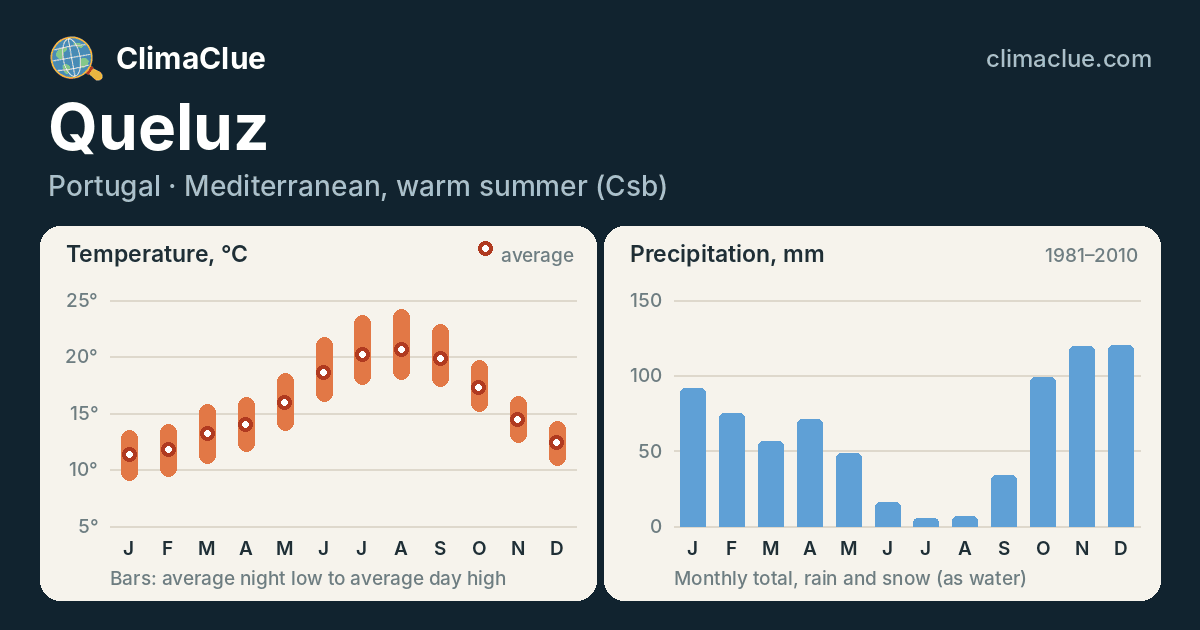 ClimaClue
climaclue.com
Queluz
Portugal · Mediterranean, warm summer (Csb)
Temperature, °C
average
25°
20°
15°
10°
5°
J F M A M J J A S O N D
Bars: average night low to average day high
Precipitation, mm
1981–2010
150
100
50
0
J F M A M J J A S O N D
Monthly total, rain and snow (as water)